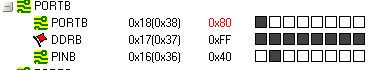 PORTB
PORTB 0x18(0x38) 0x80
DDRB 0x17(0x37) 0xFF
PINB 0x16(0x36) 0x40